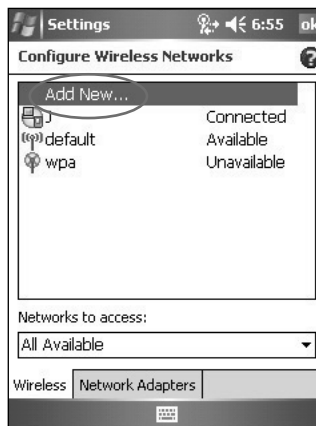 Settings 6:55 ok
Configure Wireless Networks
Add New...
J Connected
default Available
wpa Unavailable
Networks to access:
All Available
Wireless Network Adapters